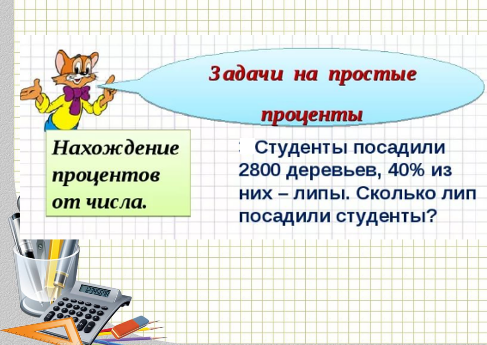 Задачи на простые
проценты
Нахождение
процентов
от числа.
Студенты посадили
2800 деревьев, 40% из
них – липы. Сколько лип
посадили студенты?